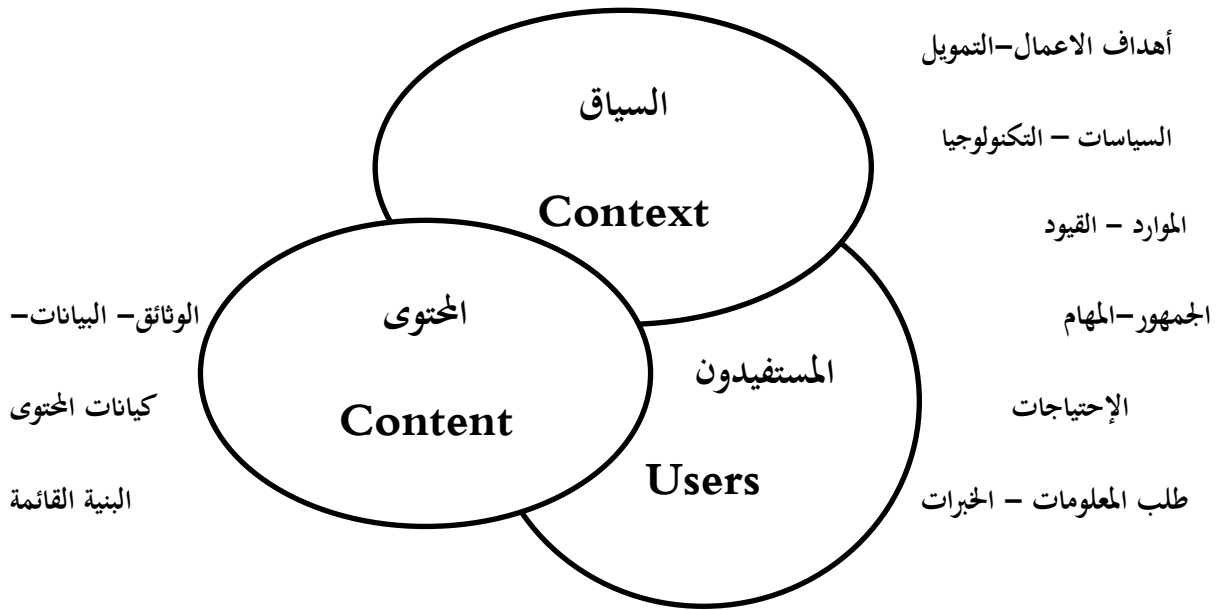 أهداف الاعمال–التمويل
السياق
السياسات – التكنولوجيا
Context
الموارد – القيود
المحتوى
الوثائق– البيانات–
الجمهور–المهام
المستفيدون
Content
كيانات المحتوى
الإحتياجات
Users
البنية القائمة
طلب المعلومات – الخبرات